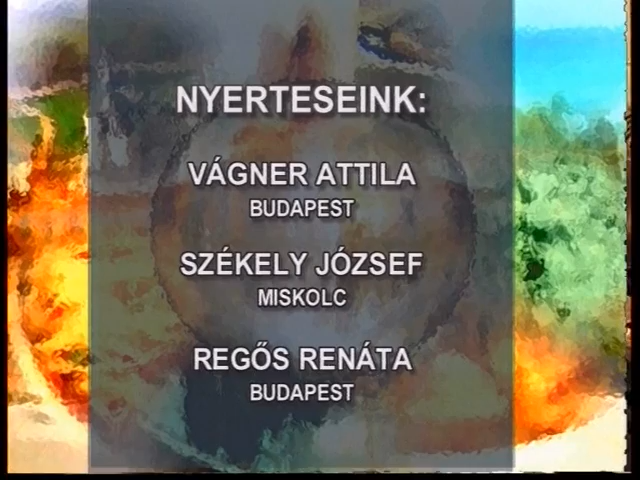 NYERTESEINK:
VÁGNER ATTILA
BUDAPEST
SZÉKELY JÓZSEF
MISKOLC
REGŐS RENÁTA
BUDAPEST